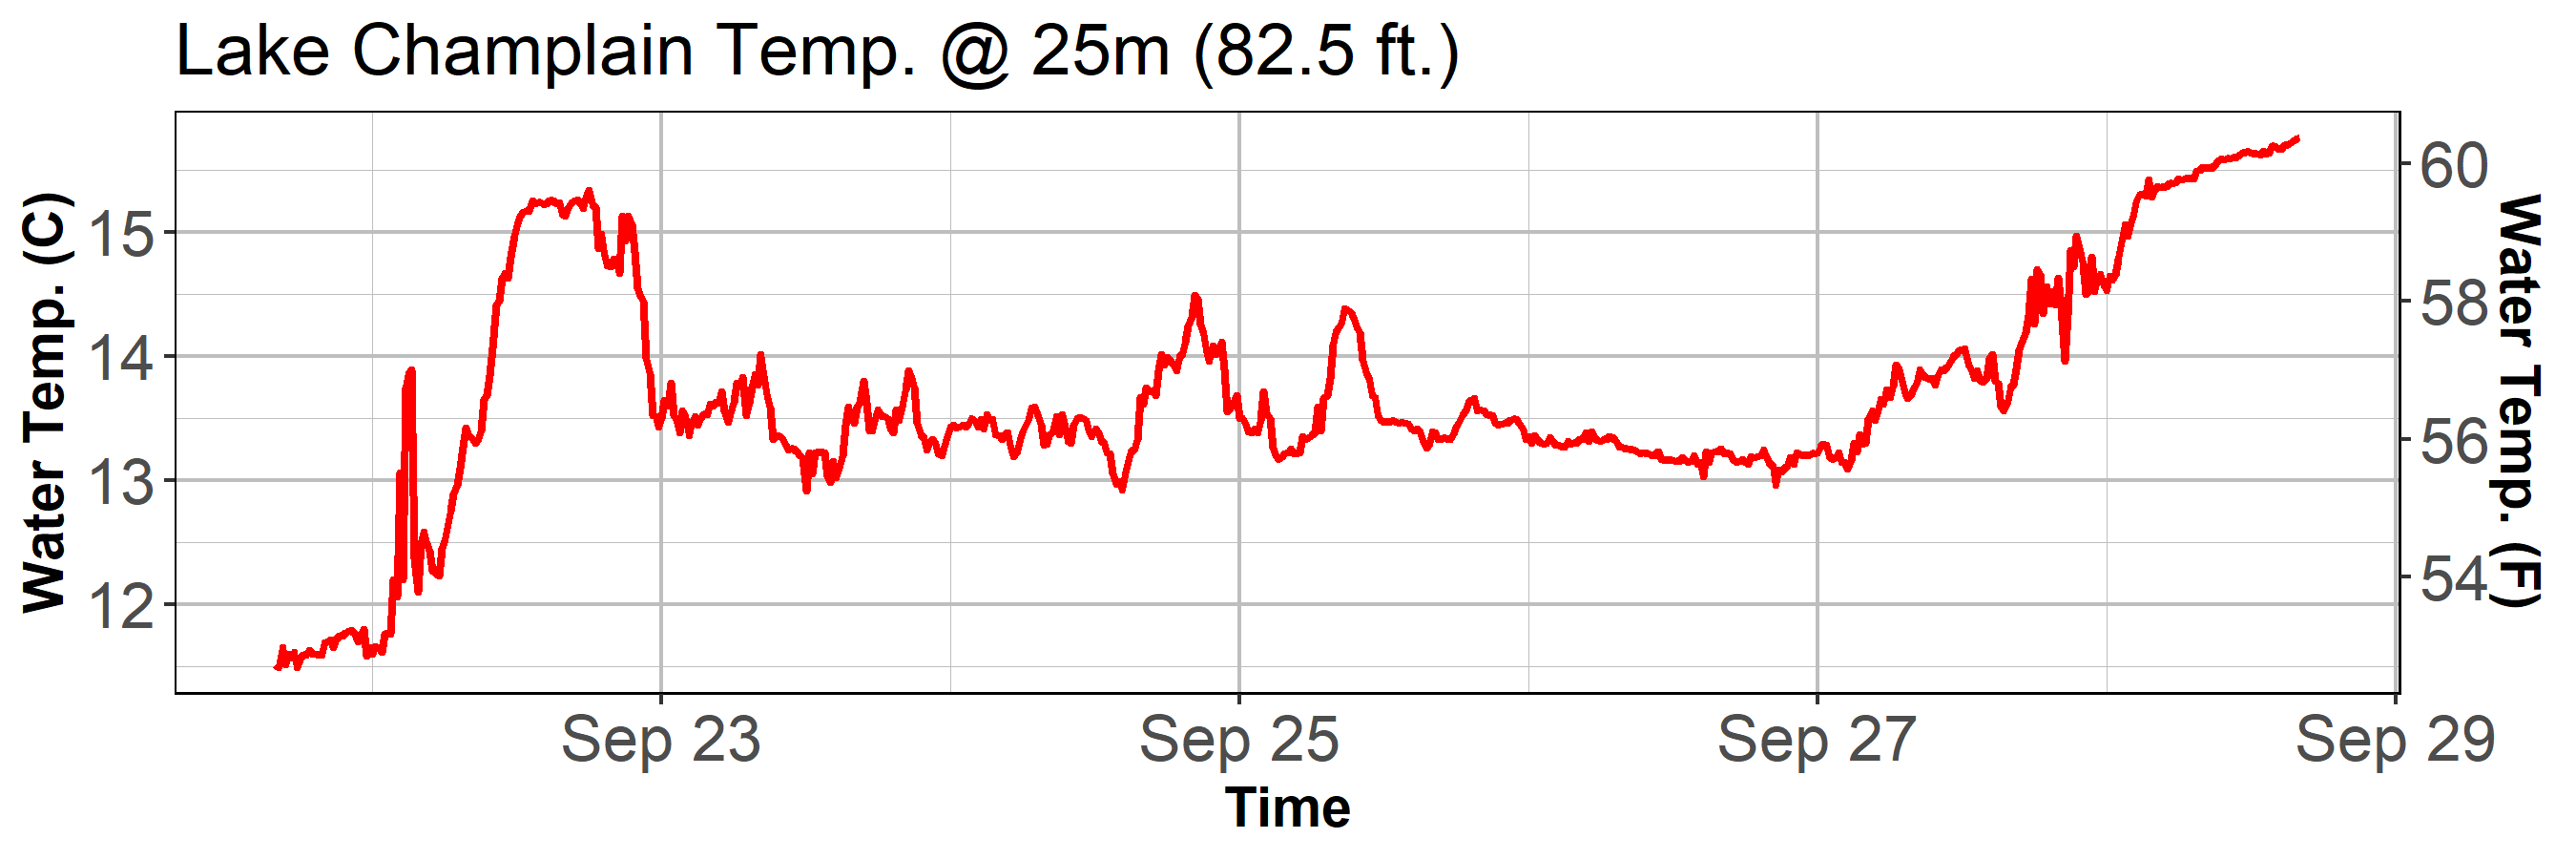 Lake Champlain Temp. @ 25m (82.5 ft.)
Water Temp. (C)
15
14
13
12
60
58
56
54
Water Temp. (F)
Sep 23
Sep 25
Sep 27
Sep 29
Time